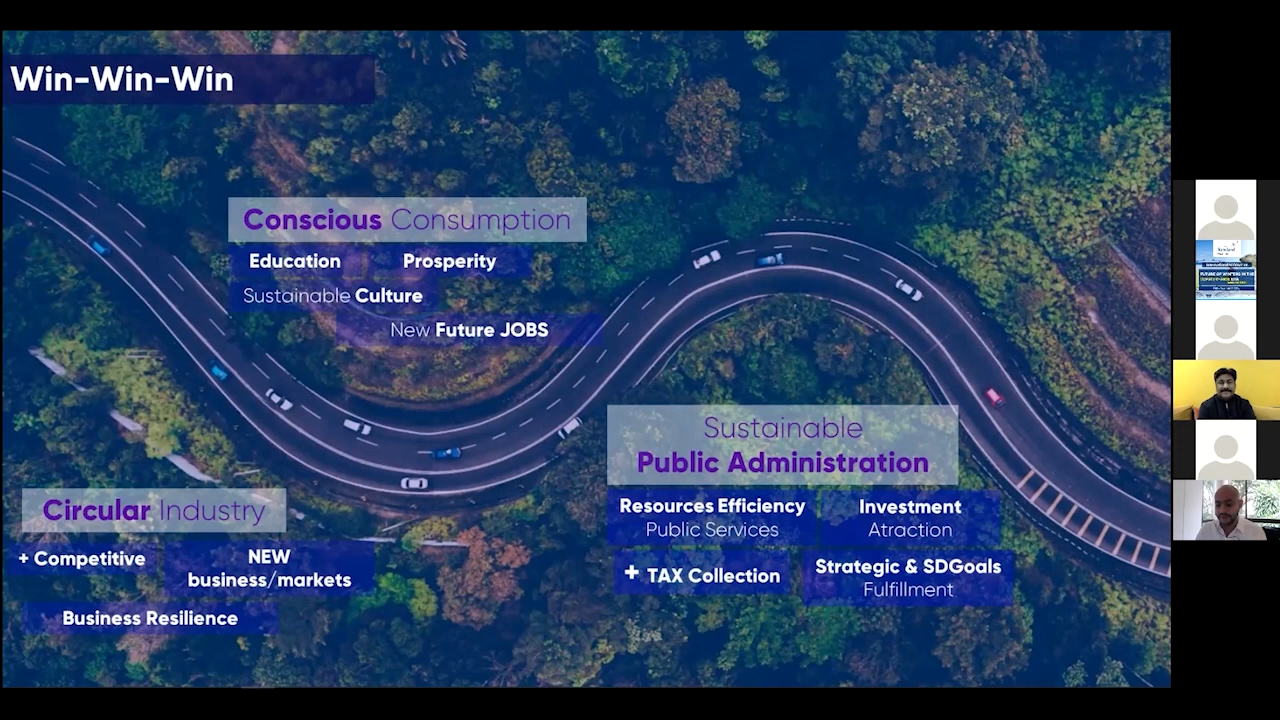 Win-Win-Win
Conscious Consumption
Education
Prosperity
Sustainable Culture
New Future JOBS
Circular Industry
+ Competitive
NEW
business/markets
Business Resilience
Sustainable
Public Administration
Resources Efficiency
Public Services
Investment
Atraction
+ TAX Collection
Strategic & SDGoals
Fulfillment